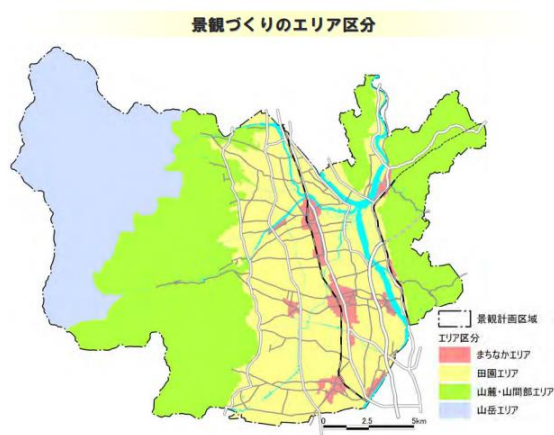 景観づくりのエリア区分
景観計画区域
エリア区分
まちなかエリア
田園エリア
山麓・山間部エリア
山岳エリア
0 2.5 5km